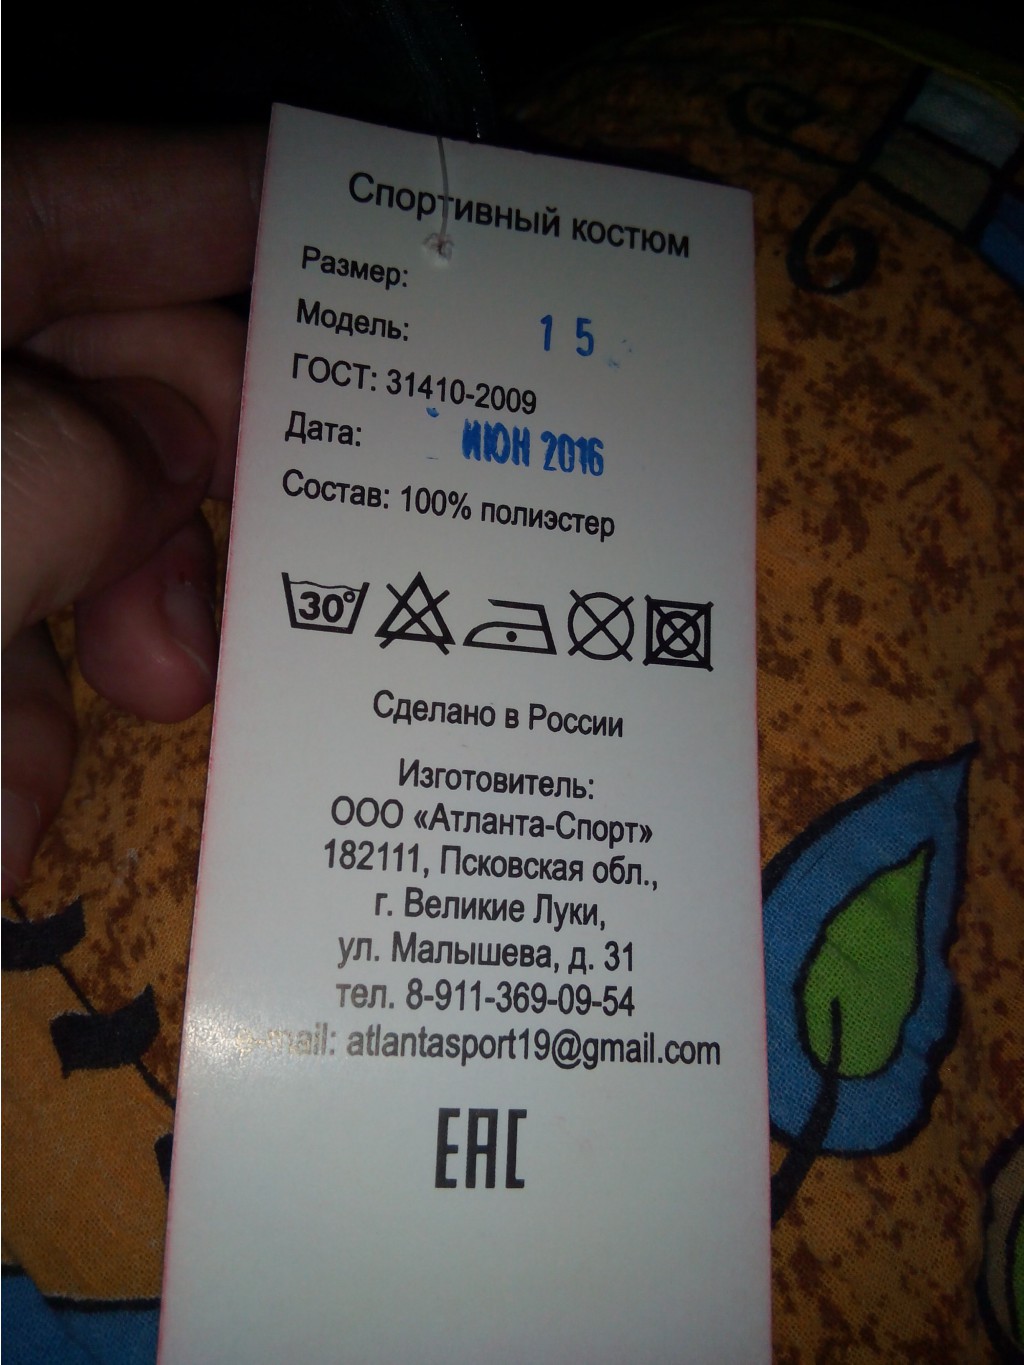 Спортивный костюм
Размер:
Модель: 15
ГОСТ: 31410-2009
Дата: ИЮН 2016
Состав: 100% полиэстер
30°
Сделано в России
Изготовитель:
ООО «Атланта-Спорт»
182111, Псковская обл.,
г. Великие Луки,
ул. Малышева, д. 31
тел. 8-911-369-09-54
e-mail: atlantasport19@gmail.com
EAC